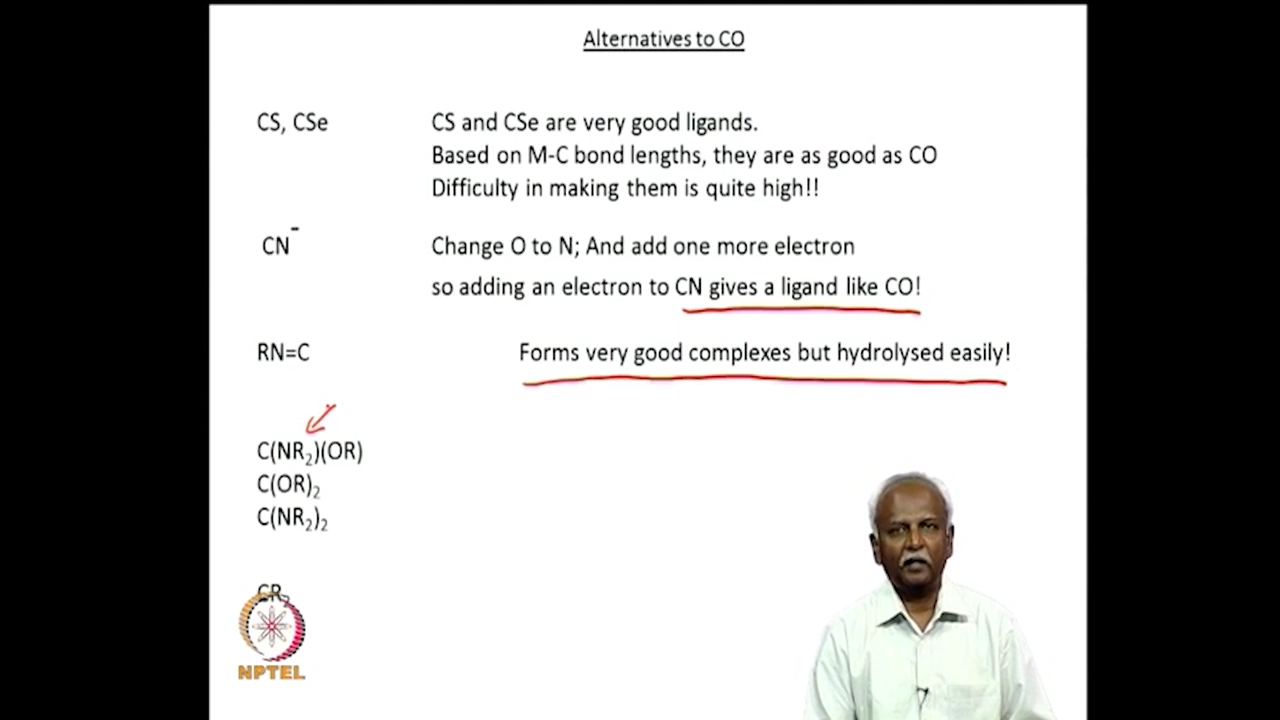 Alternatives to CO
CS, CSe CS and CSe are very good ligands.
Based on M-C bond lengths, they are as good as CO
Difficulty in making them is quite high!!
CN⁻ Change O to N; And add one more electron
so adding an electron to CN gives a ligand like CO!
RN=C Forms very good complexes but hydrolysed easily!
C(NR₂)(OR)
C(OR)₂
C(NR₂)₂
NPTEL